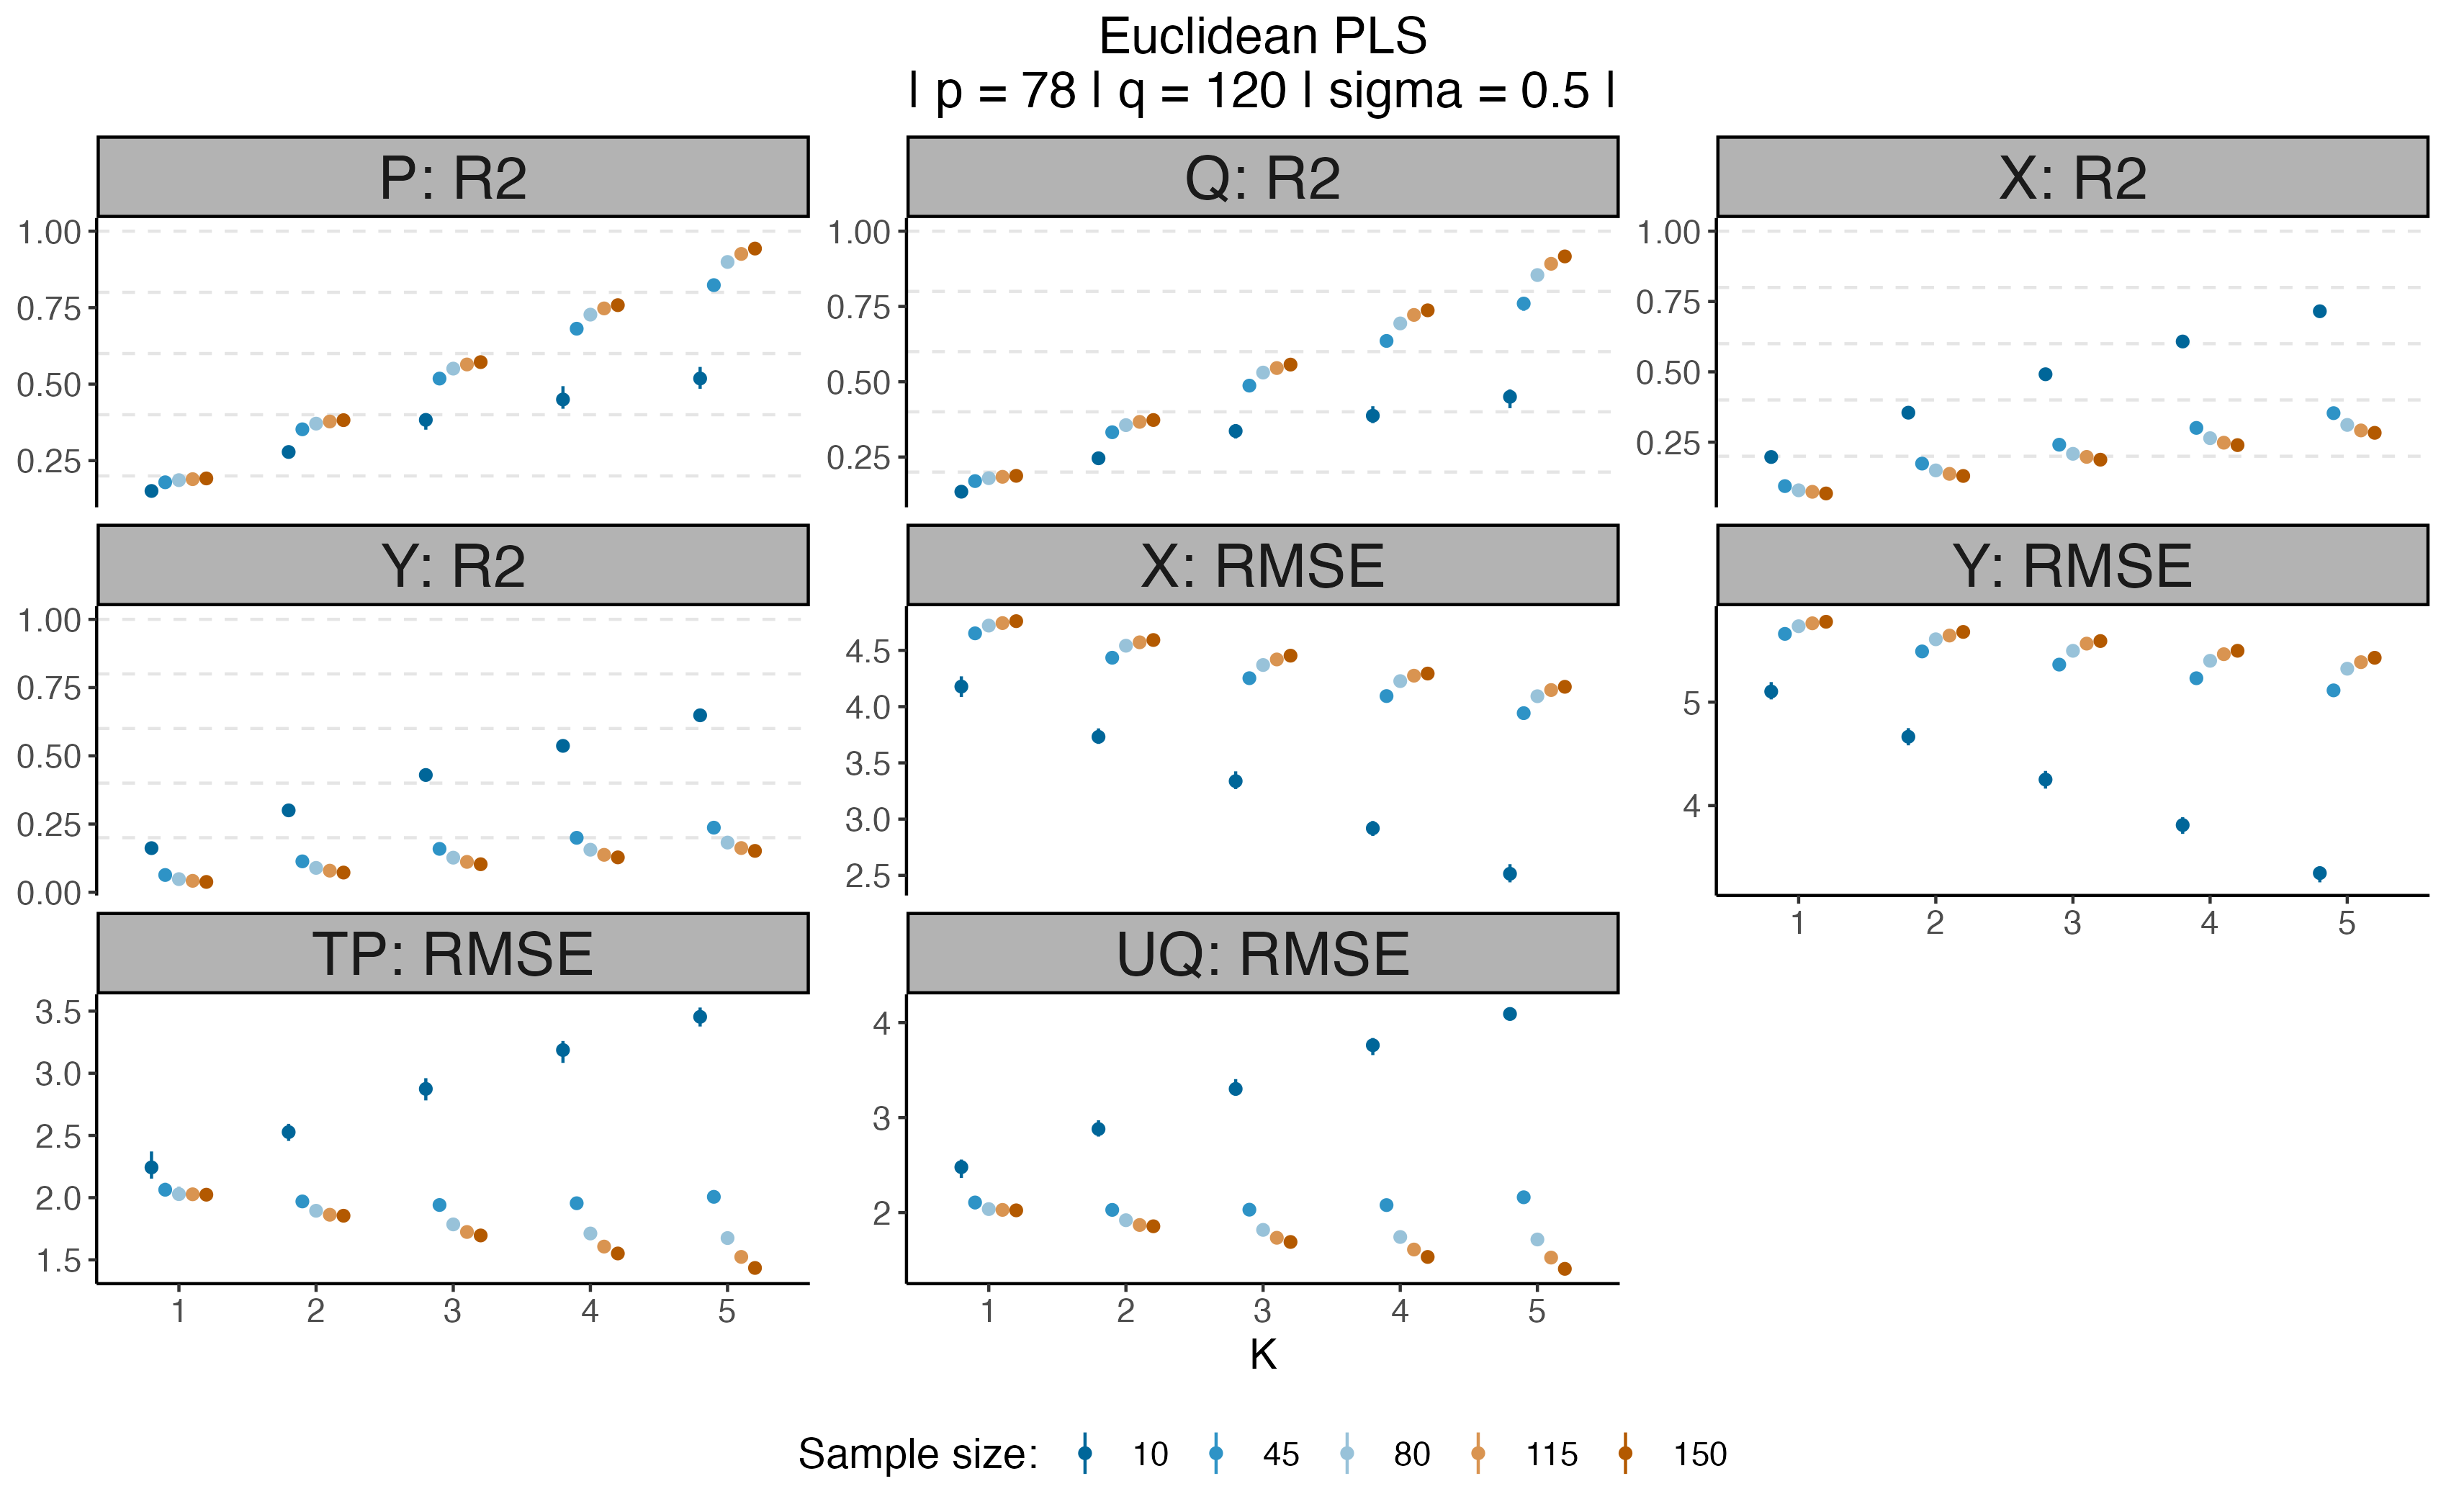 Euclidean PLS
| p = 78 | q = 120 | sigma = 0.5 |
P: R2
Q: R2
X: R2
1.00
0.75
0.50
0.25
1.00
0.75
0.50
0.25
1.00
0.75
0.50
0.25
Y: R2
X: RMSE
Y: RMSE
1.00
0.75
0.50
0.25
0.00
4.5
4.0
3.5
3.0
2.5
5
4
1 2 3 4 5
TP: RMSE
UQ: RMSE
3.5
3.0
2.5
2.0
1.5
4
3
2
1 2 3 4 5
1 2 3 4 5
K
Sample size: 10 45 80 115 150